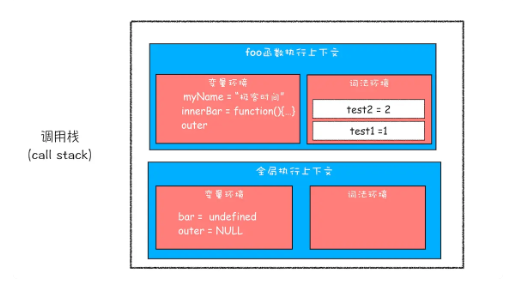 调用栈
(call stack)
foo函数执行上下文
变量环境
myName = "极客时间"
innerBar = function(){...}
outer
词法环境
test2 = 2
test1 =1
全局执行上下文
变量环境
bar = undefined
outer = NULL
词法环境